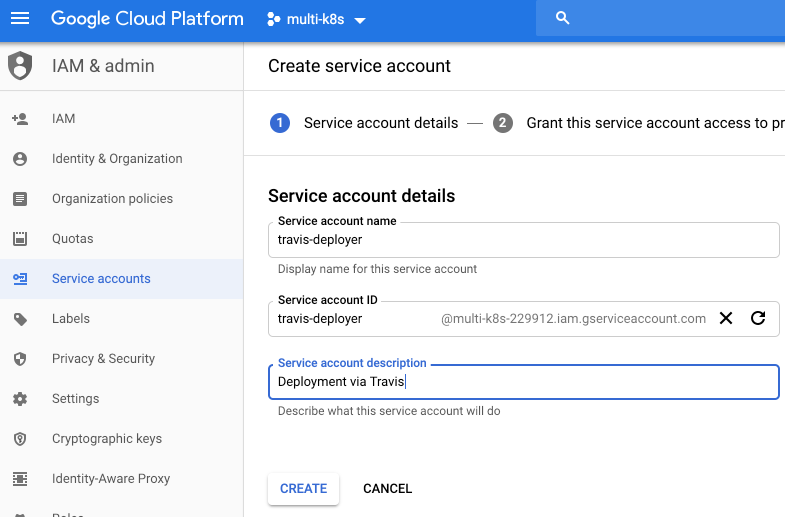 Google Cloud Platform
multi-k8s
IAM & admin
Create service account
1 Service account details
2 Grant this service account access to pr
IAM
Identity & Organization
Organization policies
Quotas
Service accounts
Labels
Privacy & Security
Settings
Cryptographic keys
Identity-Aware Proxy
Roles
Service account details
Service account name
travis-deployer
Display name for this service account
Service account ID
travis-deployer @multi-k8s-229912.iam.gserviceaccount.com
Service account description
Deployment via Travis
Describe what this service account will do
CREATE CANCEL